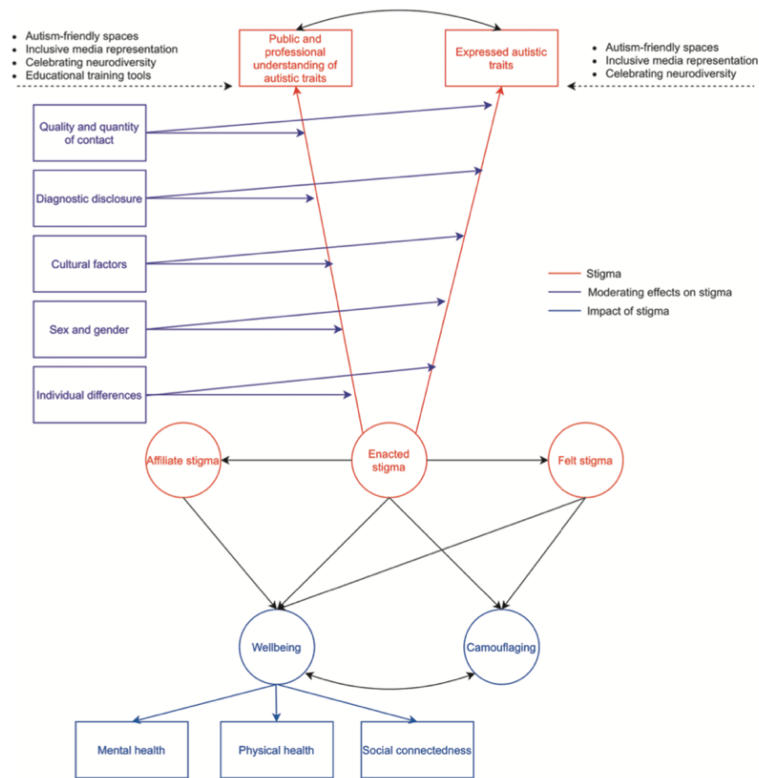 • Autism-friendly spaces
• Inclusive media representation
• Celebrating neurodiversity
• Educational training tools
Public and
professional
understanding of
autistic traits
Expressed autistic
traits
• Autism-friendly spaces
• Inclusive media representation
• Celebrating neurodiversity
Quality and quantity
of contact
Diagnostic disclosure
Cultural factors
Sex and gender
Individual differences
Stigma
Moderating effects on stigma
Impact of stigma
Affiliate stigma
Enacted
stigma
Felt stigma
Wellbeing
Camouflaging
Mental health
Physical health
Social connectedness